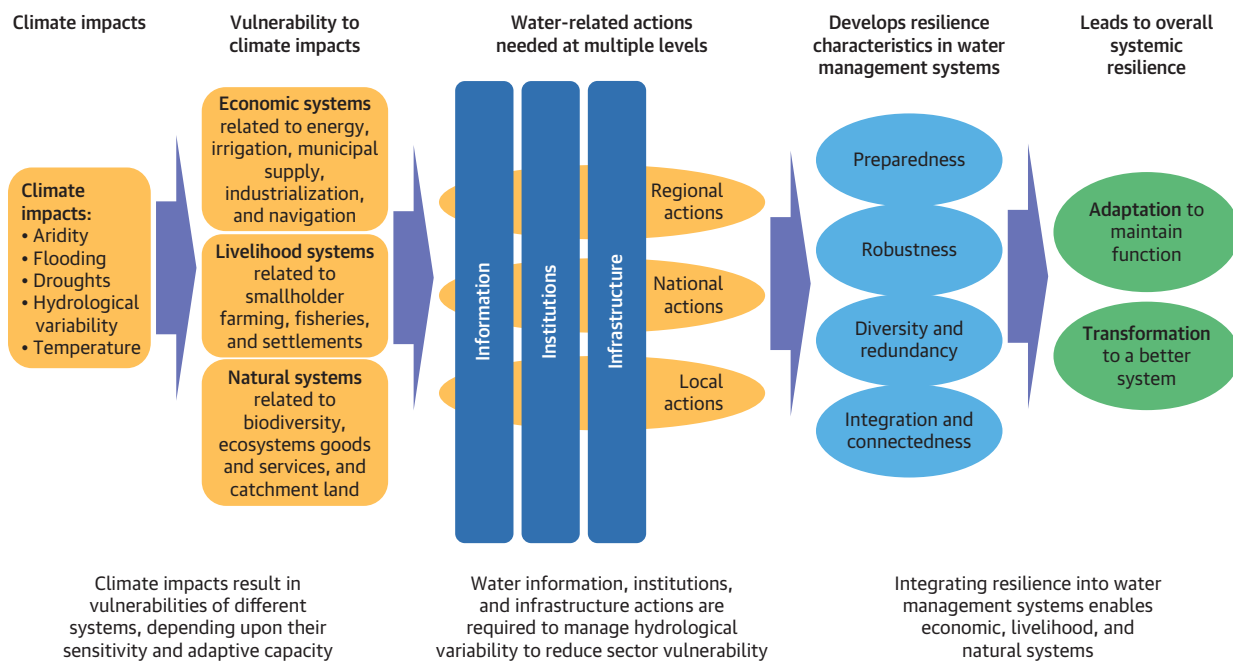 Climate impacts
Vulnerability to
climate impacts
Water-related actions
needed at multiple levels
Develops resilience
characteristics in water
management systems
Leads to overall
systemic
resilience
Climate
impacts:
• Aridity
• Flooding
• Droughts
• Hydrological
variability
• Temperature
Economic systems
related to energy,
irrigation, municipal
supply,
industrialization,
and navigation
Livelihood systems
related to
smallholder
farming, fisheries,
and settlements
Natural systems
related to
biodiversity,
ecosystems goods
and services, and
catchment land
Information
Institutions
Infrastructure
Regional
actions
National
actions
Local
actions
Preparedness
Robustness
Diversity and
redundancy
Integration and
connectedness
Adaptation to
maintain
function
Transformation
to a better
system
Climate impacts result in
vulnerabilities of different
systems, depending upon their
sensitivity and adaptive capacity
Water information, institutions,
and infrastructure actions are
required to manage hydrological
variability to reduce sector vulnerability
Integrating resilience into water
management systems enables
economic, livelihood, and
natural systems